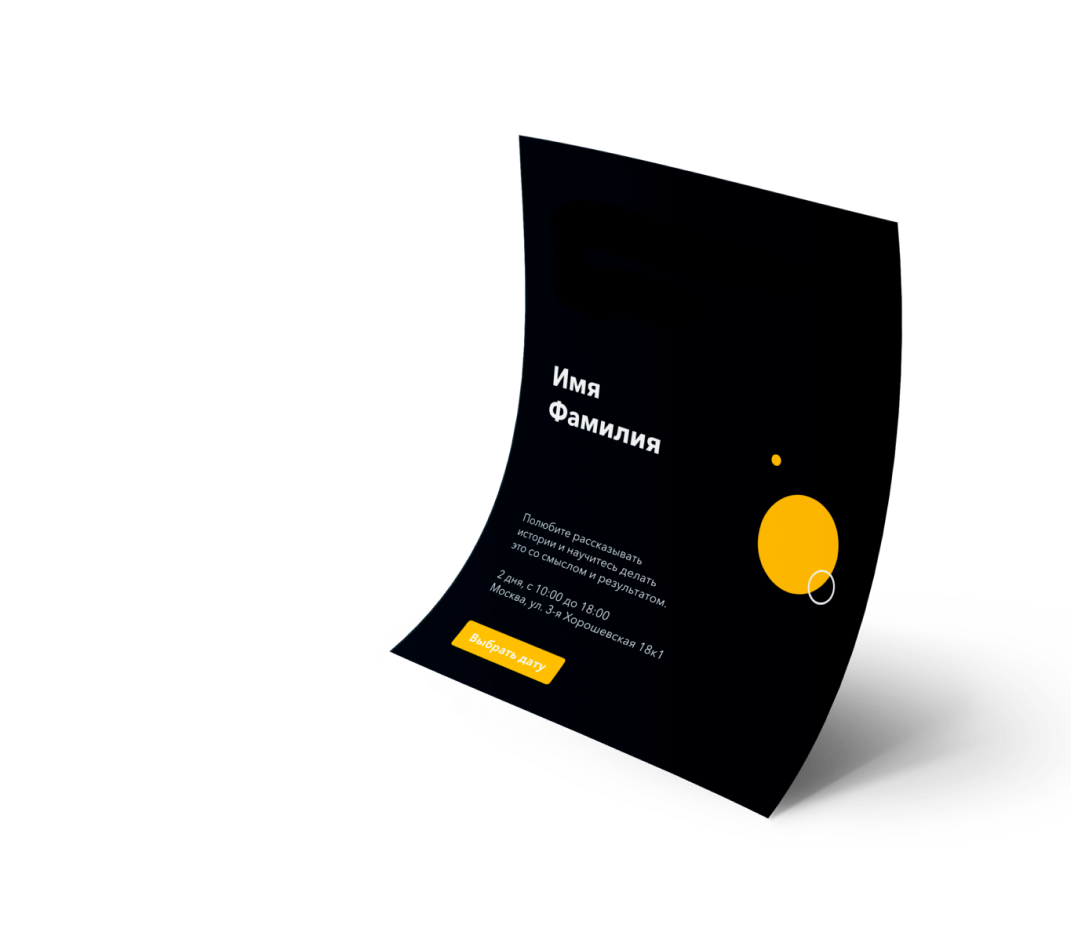 Имя
Фамилия
Полюбите рассказывать
истории и научитесь делать
это со смыслом и результатом.
2 дня, с 10:00 до 18:00
Москва, ул. 3-я Хорошевская 18к1
Выбрать дату